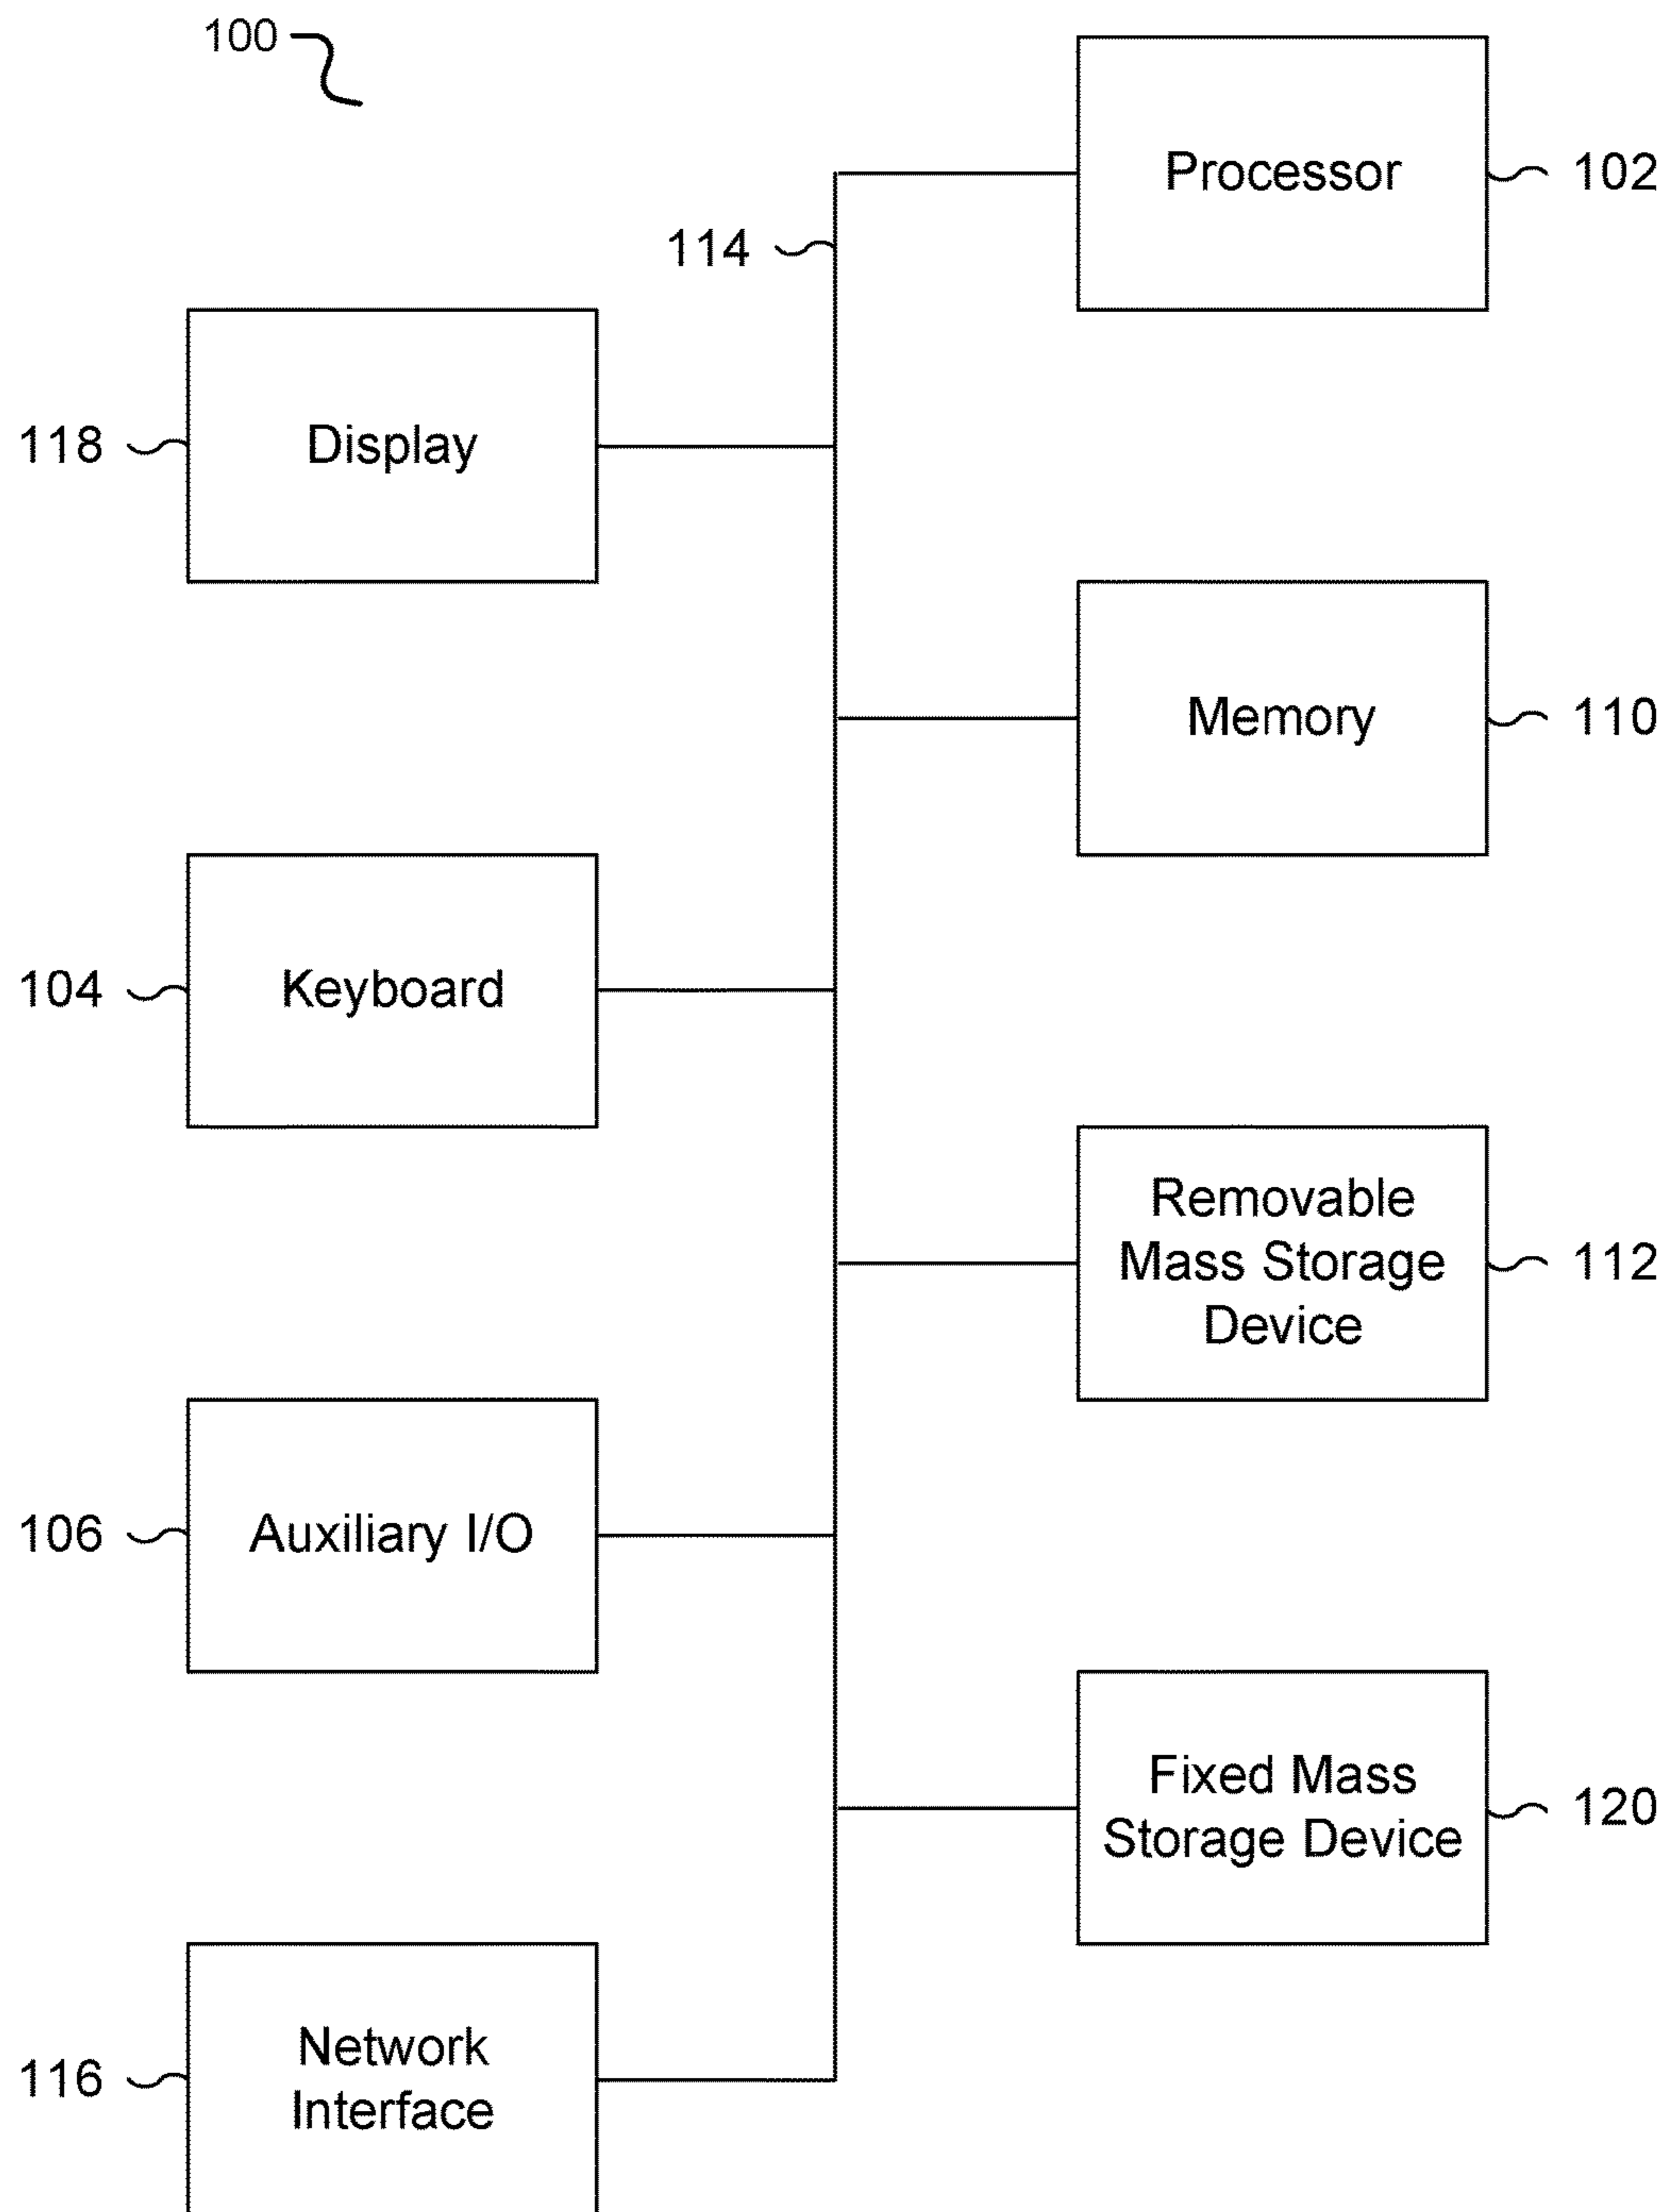 100
Processor
102
114
118
Display
Memory
110
104
Keyboard
Removable
Mass Storage
Device
112
106
Auxiliary I/O
Fixed Mass
Storage Device
120
116
Network
Interface